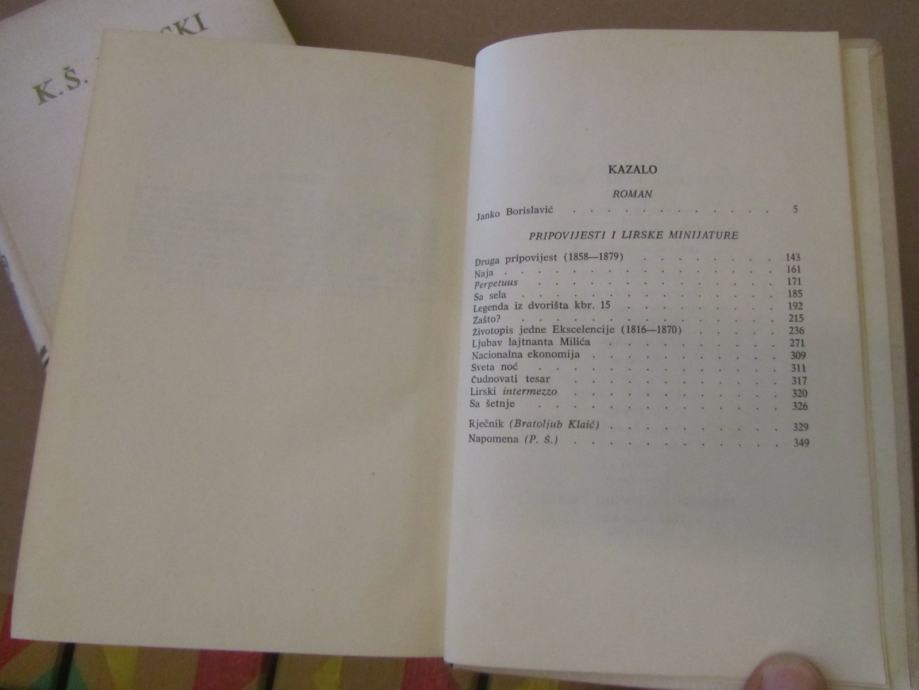 K.Š.
KAZALO
ROMAN
Janko Borislavić . . . . . . . . . . . 5
PRIPOVIJESTI I LIRSKE MINIJATURE
Druga pripovijest (1858—1879) . . . . . . . 143
Naja . . . . . . . . . . . . . . 161
Perpetuus . . . . . . . . . . . . . 171
Sa sela . . . . . . . . . . . . . 185
Legenda iz dvorišta kbr. 15 . . . . . . . . 192
Zašto? . . . . . . . . . . . . . 215
Životopis jedne Ekscelencije (1816—1870) . . . . . 236
Ljubav lajtnanta Milića . . . . . . . . . 271
Nacionalna ekonomija . . . . . . . . . 309
Sveta noć . . . . . . . . . . . . 311
Čudnovati tesar . . . . . . . . . . 317
Lirski intermezzo . . . . . . . . . . 320
Sa šetnje . . . . . . . . . . . . 326
Rječnik (Bratoljub Klaić) . . . . . . . . . 329
Napomena (P. Š.) . . . . . . . . . . 349